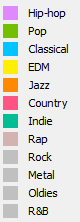 Hip-hop
Pop
Classical
EDM
Jazz
Country
Indie
Rap
Rock
Metal
Oldies
R&B